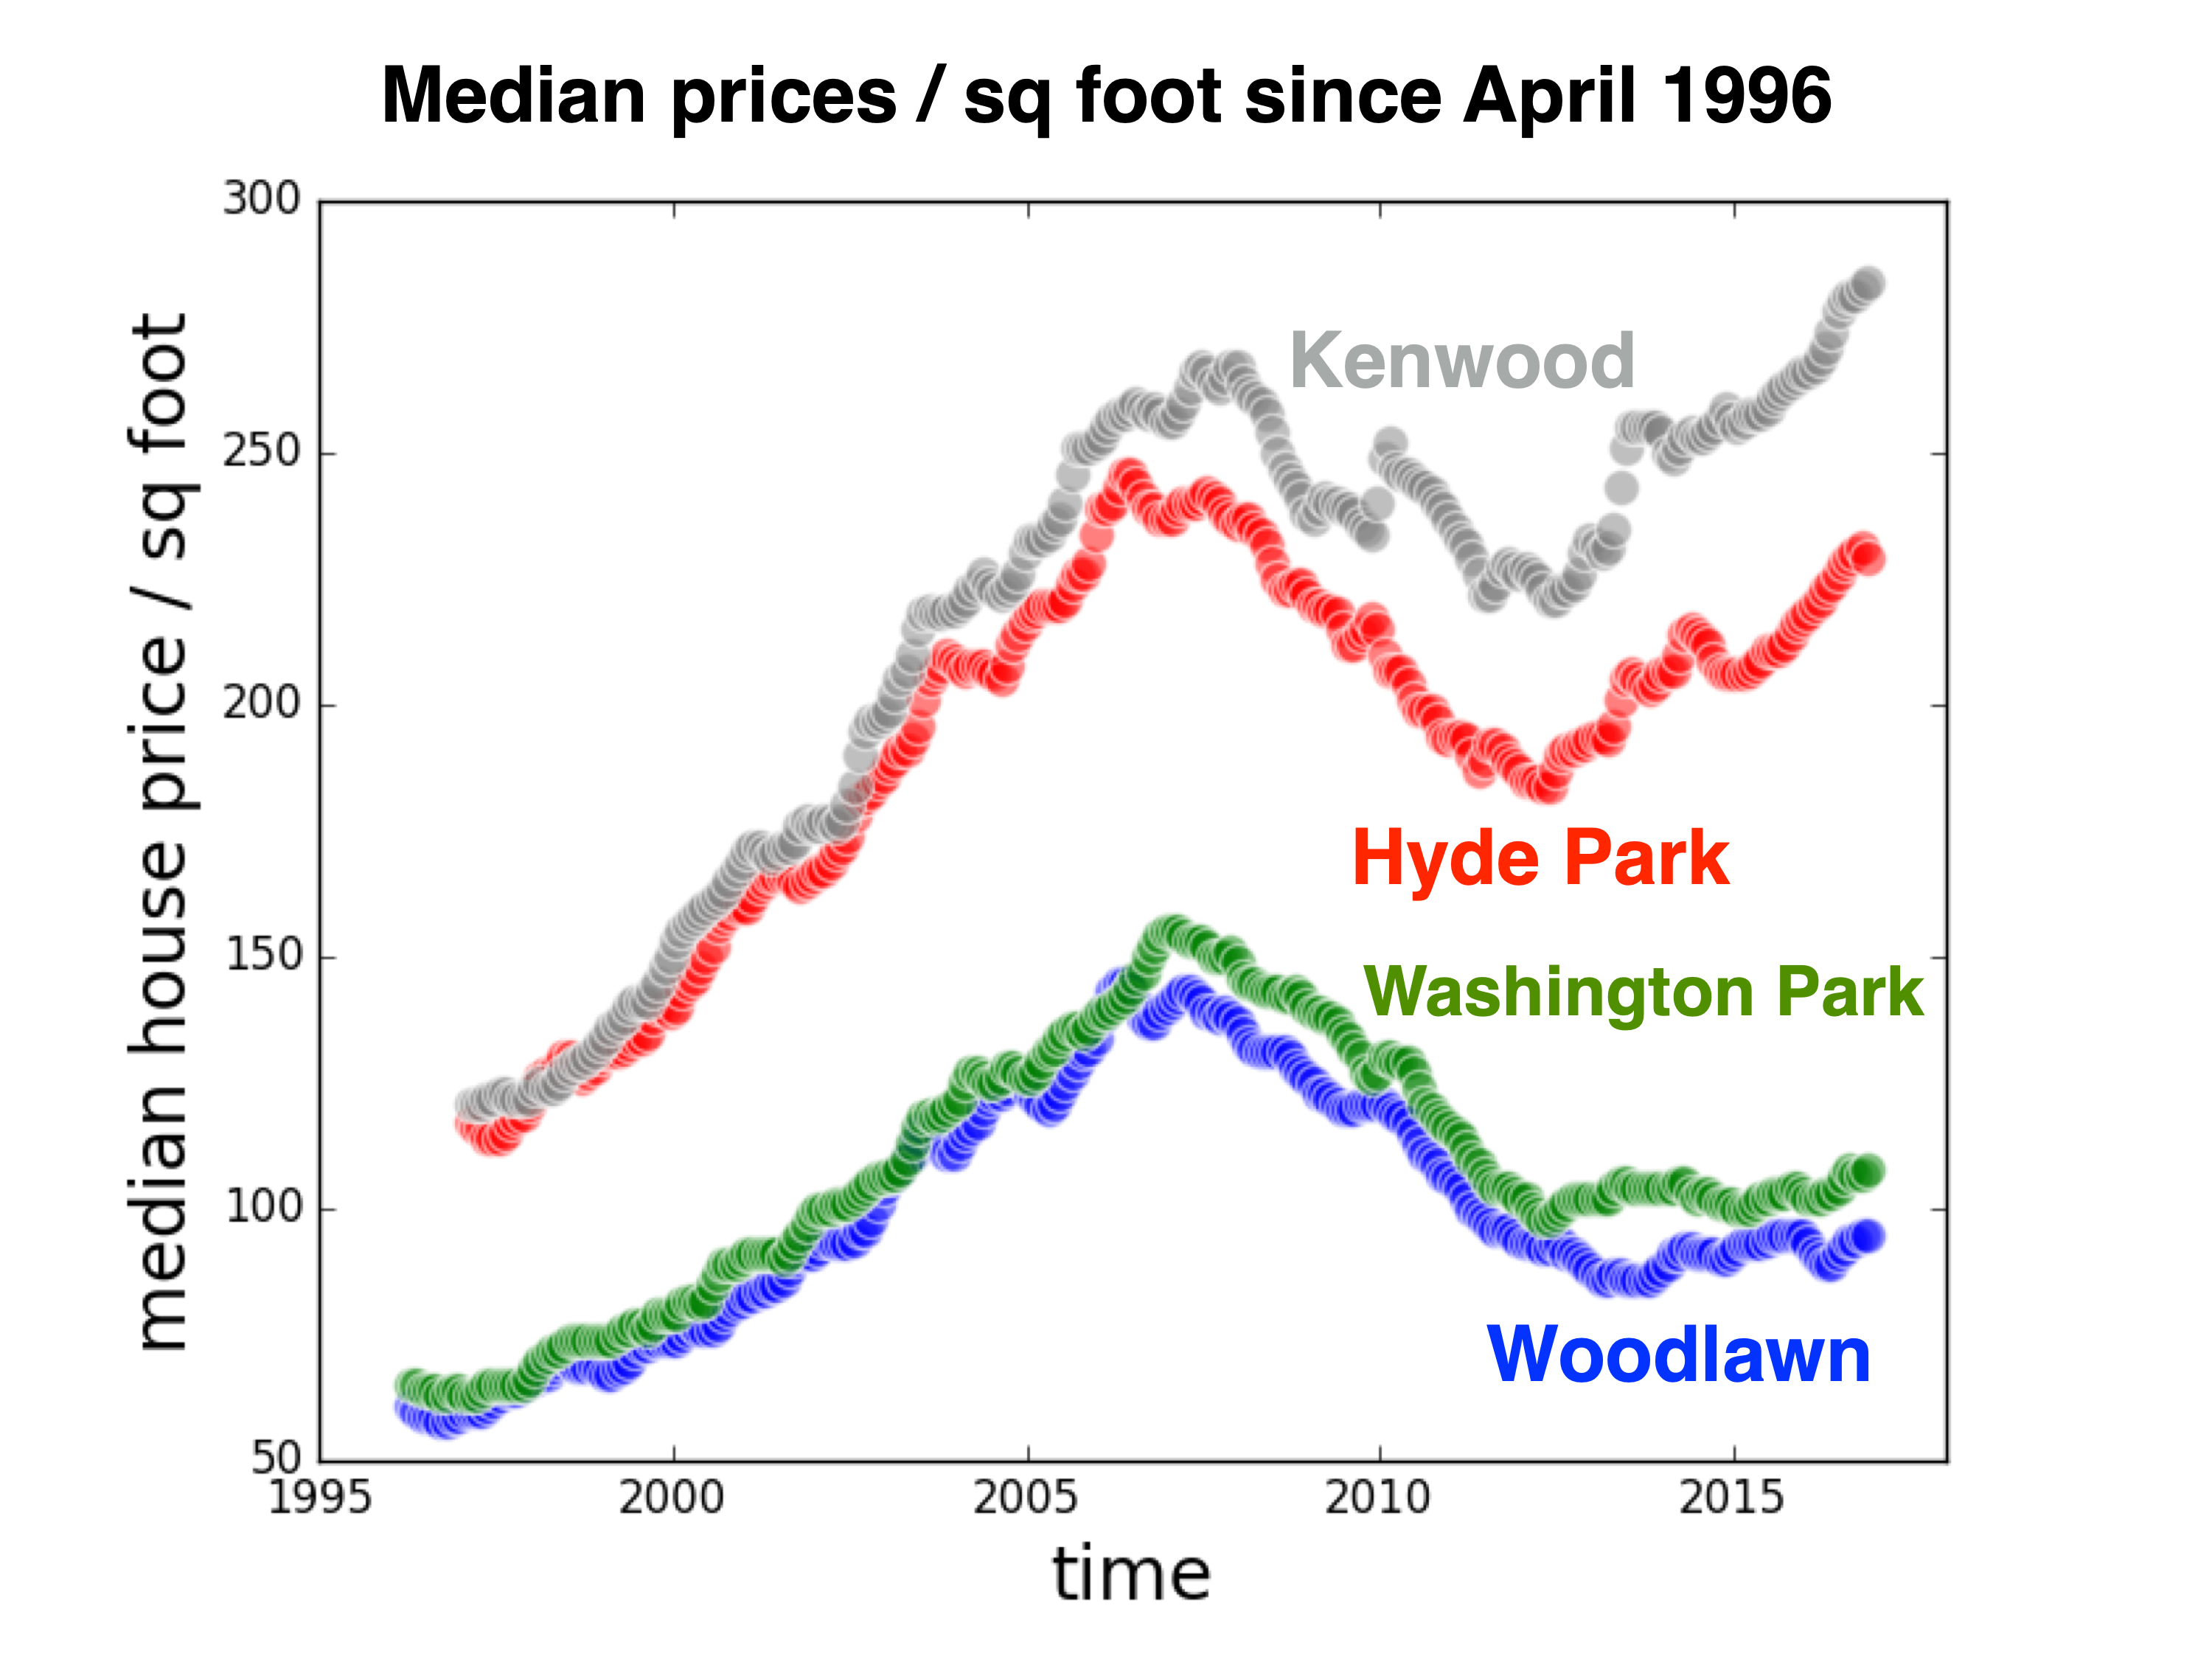 Median prices / sq foot since April 1996
300
250
200
150
100
50
median house price / sq foot
Kenwood
Hyde Park
Washington Park
Woodlawn
1995 2000 2005 2010 2015
time